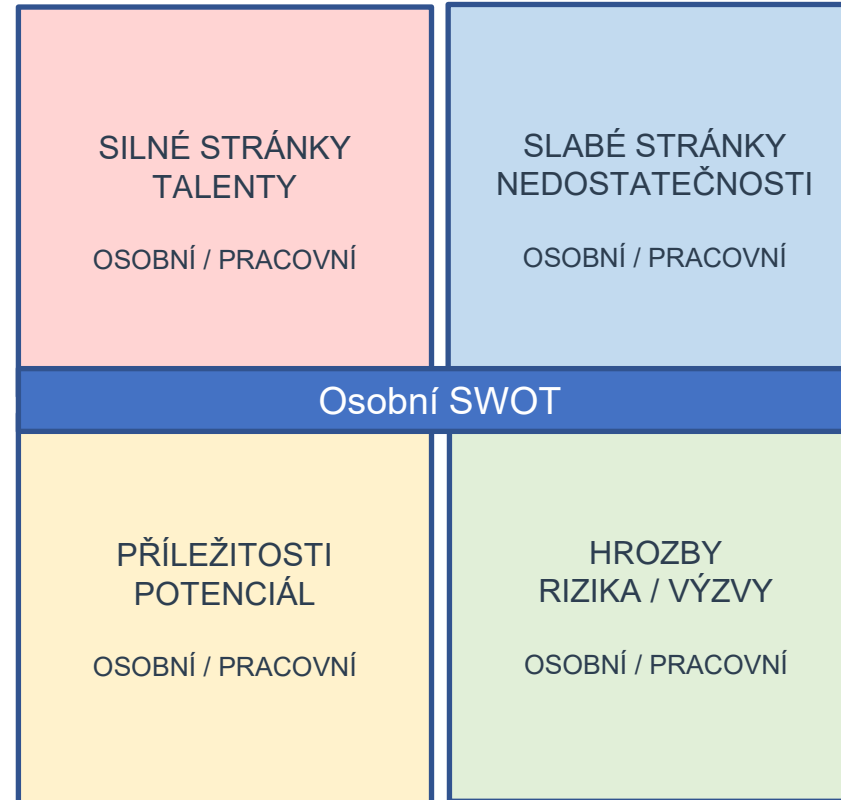 SILNÉ STRÁNKY
TALENTY
OSOBNÍ / PRACOVNÍ
SLABÉ STRÁNKY
NEDOSTATEČNOSTI
OSOBNÍ / PRACOVNÍ
Osobní SWOT
PŘÍLEŽITOSTI
POTENCIÁL
OSOBNÍ / PRACOVNÍ
HROZBY
RIZIKA / VÝZVY
OSOBNÍ / PRACOVNÍ